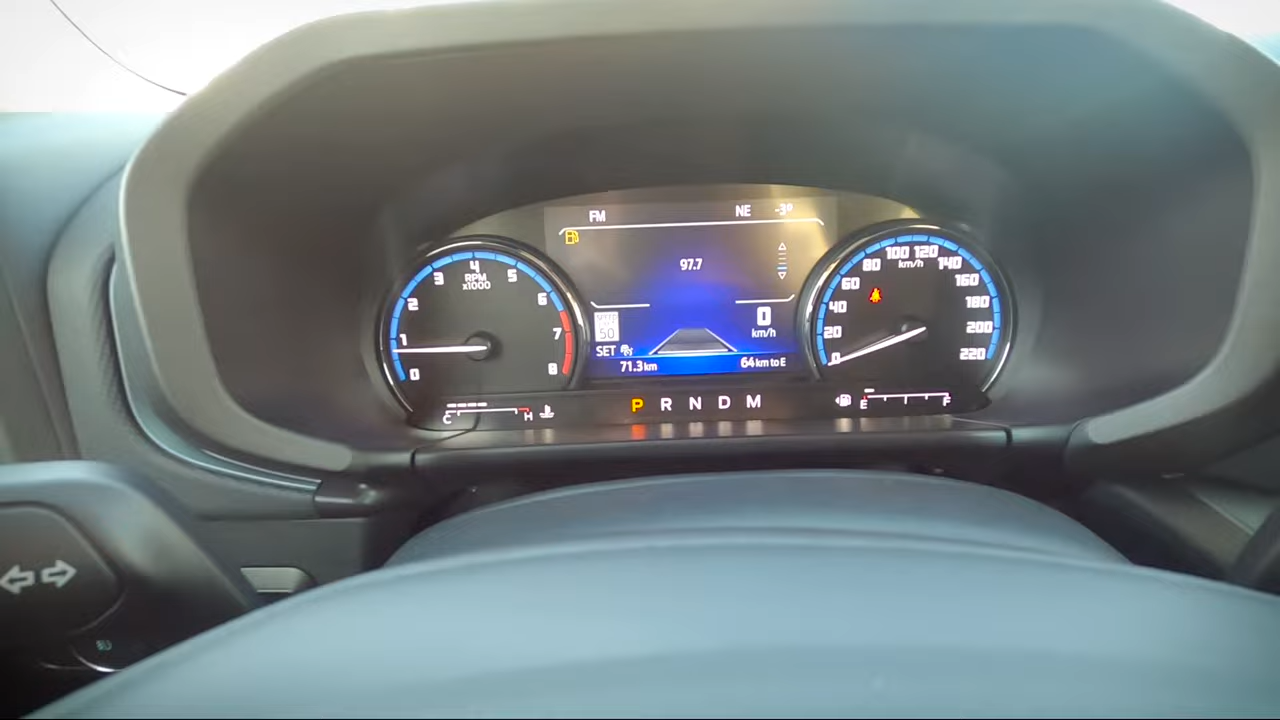 FM NE -3°
97.7
0
km/h
SPEED
50
SET
71.3 km 64 km to E
0 1 2 3 4 5 6 7 8
RPM
x1000
0 20 40 60 80 100 120 140 160 180 200 220
km/h
C H
P R N D M
E F